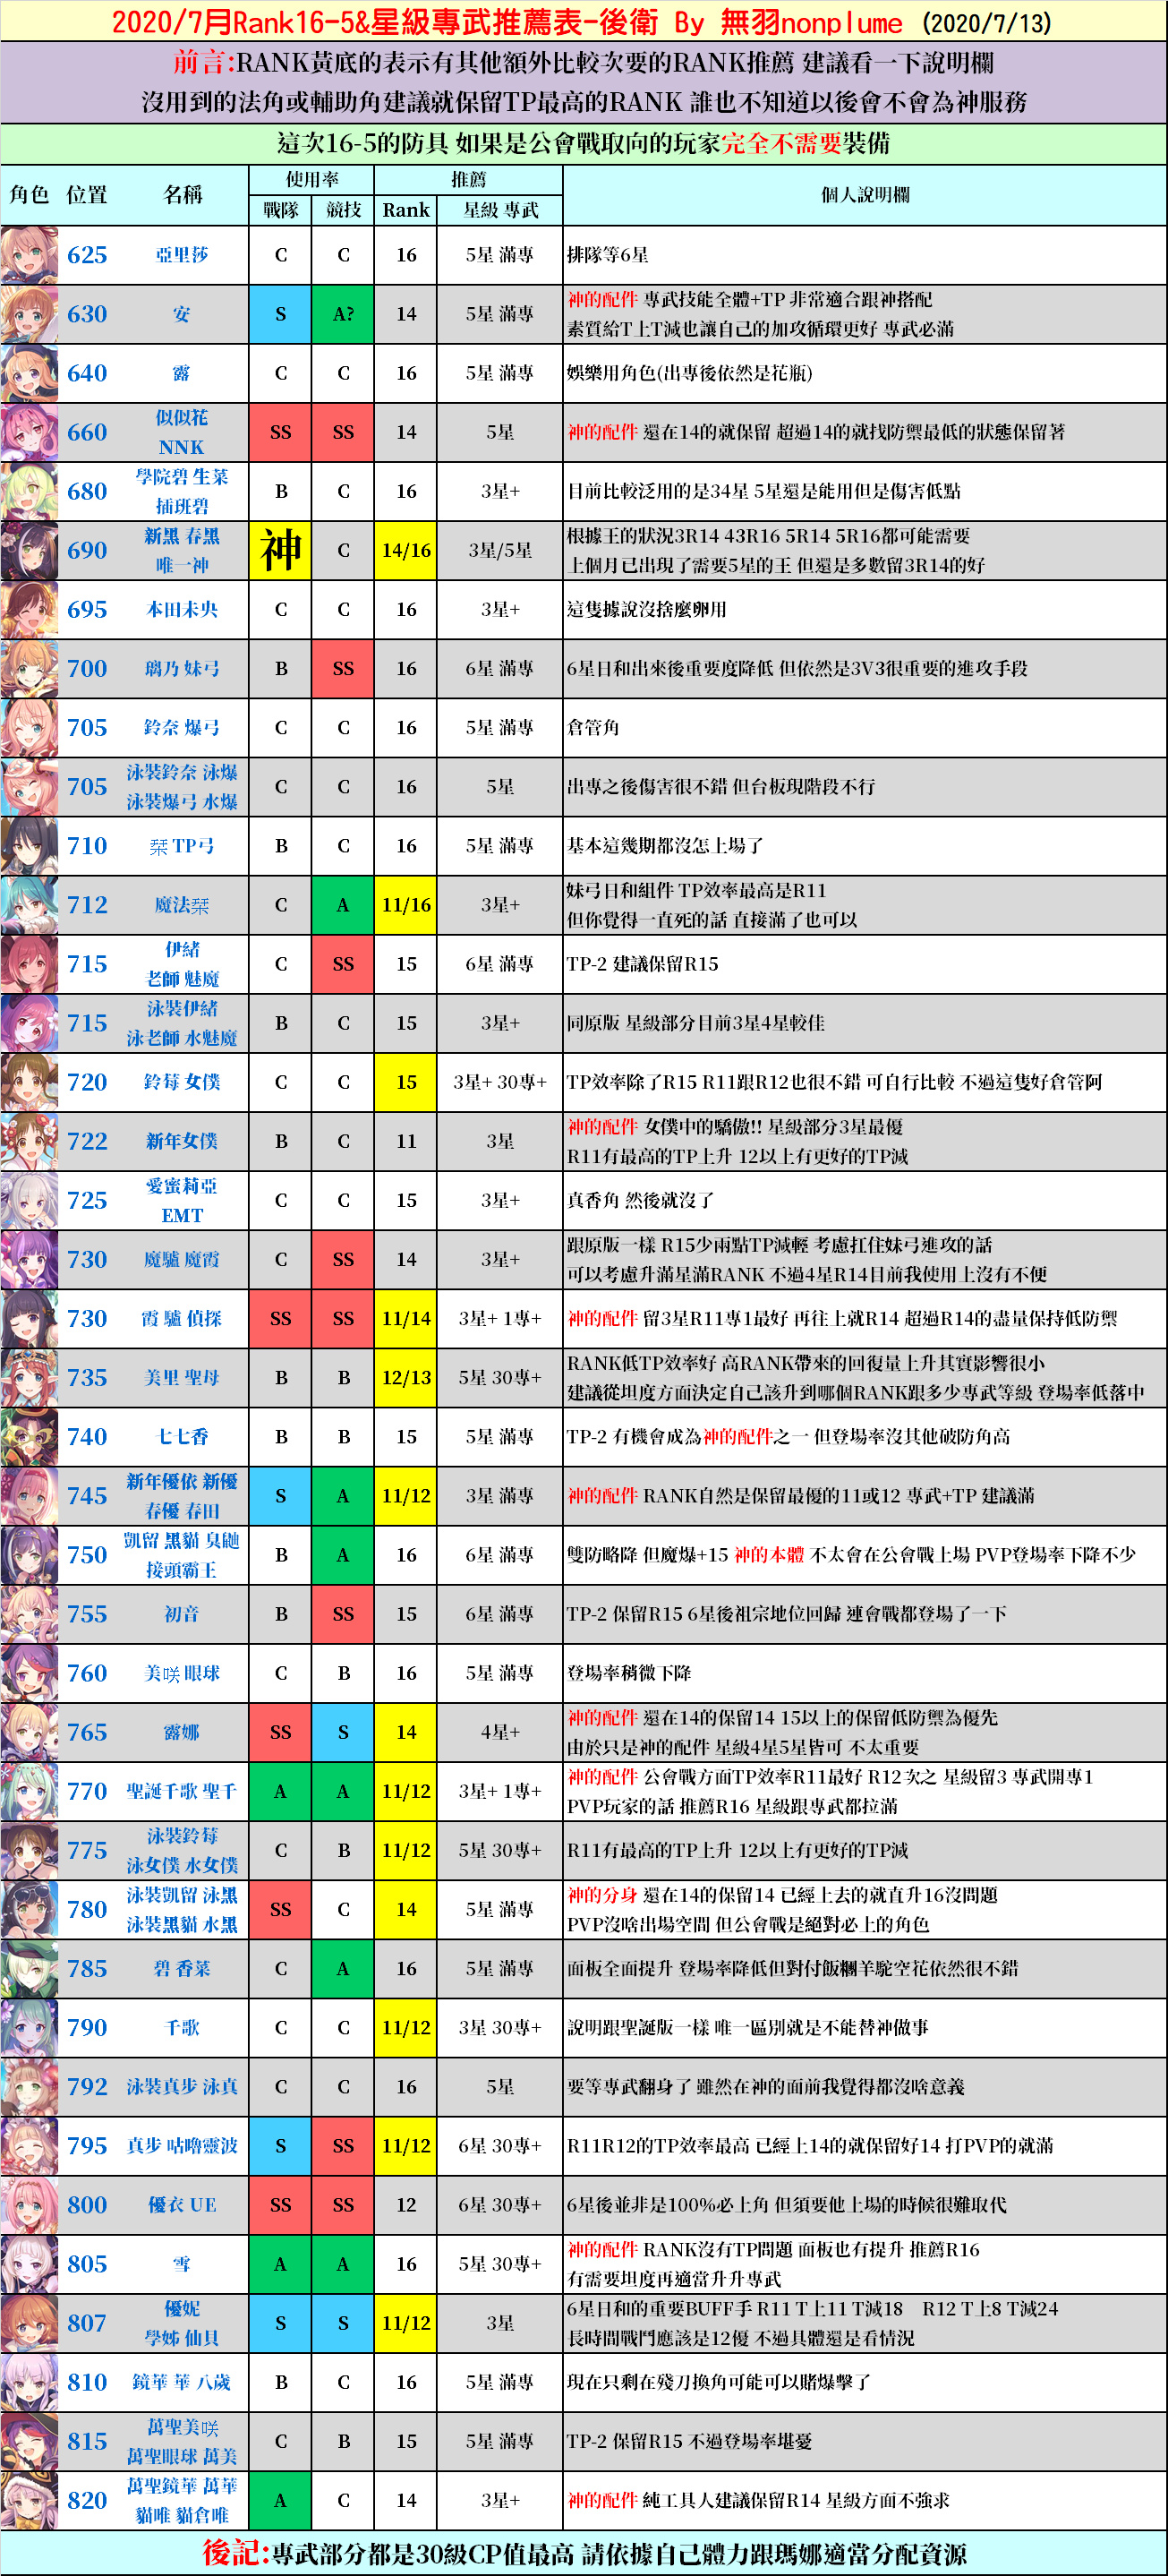 2020/7月Rank16-5&星級專武推薦表-後衛 By 無羽nonplume (2020/7/13)
前言:RANK黃底的表示有其他額外比較次要的RANK推薦 建議看一下說明欄
沒用到的法角或輔助角建議就保留TP最高的RANK 誰也不知道以後會不會為神服務
這次16-5的防具 如果是公會戰取向的玩家完全不需要裝備
角色 位置 名稱 使用率 推薦 個人說明欄
戰隊 競技 Rank 星級 專武
625 亞里莎 C C 16 5星 滿專 排隊等6星
630 安 S A? 14 5星 滿專 神的配件 專武技能全體+TP 非常適合跟神搭配
素質給T上T減也讓自己的加攻循環更好 專武必滿
640 露 C C 16 5星 滿專 娛樂用角色(出專後依然是花瓶)
660 似似花 SS SS 14 5星 神的配件 還在14的就保留 超過14的就找防禦最低的狀態保留著
NNK
680 學院碧 生菜 B C 16 3星+ 目前比較泛用的是34星 5星還是能用但是傷害低點
插班碧
690 新黑 春黑 神 C 14/16 3星/5星 根據王的狀況3R14 43R16 5R14 5R16都可能需要
唯一神 上個月已出現了需要5星的王 但還是多數留3R14的好
695 本田未央 C C 16 3星+ 這隻據說沒捨麼卵用
700 璃乃 妹弓 B SS 16 6星 滿專 6星日和出來後重要度降低 但依然是3V3很重要的進攻手段
705 鈴奈 爆弓 C C 16 5星 滿專 倉管角
705 泳裝鈴奈 泳爆 C C 16 5星 出專之後傷害很不錯 但台板現階段不行
泳裝爆弓 水爆
710 栞 TP弓 B C 16 5星 滿專 基本這幾期都沒怎上場了
712 魔法栞 C A 11/16 3星+ 妹弓日和組件 TP效率最高是R11
但你覺得一直死的話 直接滿了也可以
715 伊緒 C SS 15 6星 滿專 TP-2 建議保留R15
老師 魅魔
715 泳裝伊緒 B C 15 3星+ 同原版 星級部分目前3星4星較佳
泳老師 水魅魔
720 鈴莓 女僕 C C 15 3星+ 30專+ TP效率除了R15 R11跟R12也很不錯 可自行比較 不過這隻好倉管阿
722 新年女僕 B C 11 3星 神的配件 女僕中的驕傲!! 星級部分3星最優
R11有最高的TP上升 12以上有更好的TP減
725 愛蜜莉亞 C C 15 3星+ 真香角 然後就沒了
EMT
730 魔驢 魔霞 C SS 14 3星+ 跟原版一樣 R15少兩點TP減輕 考慮扛住妹弓進攻的話
可以考慮升滿星滿RANK 不過4星R14目前我使用上沒有不便
730 霞 驢 偵探 SS SS 11/14 3星+ 1專+ 神的配件 留3星R11專1最好 再往上就R14 超過R14的盡量保持低防禦
735 美里 聖母 B B 12/13 5星 30專+ RANK低TP效率好 高RANK帶來的回復量上升其實影響很小
建議從坦度方面決定自己該升到哪個RANK跟多少專武等級 登場率低落中
740 七七香 B B 15 5星 滿專 TP-2 有機會成為神的配件之一 但登場率沒其他破防角高
745 新年優依 新優 S A 11/12 3星 滿專 神的配件 RANK自然是保留最優的11或12 專武+TP 建議滿
春優 春田
750 凱留 黑貓 臭鼬 B A 16 6星 滿專 雙防略降 但魔爆+15 神的本體 不太會在公會戰上場 PVP登場率下降不少
接頭霸王
755 初音 B SS 15 6星 滿專 TP-2 保留R15 6星後祖宗地位回歸 連會戰都登場了一下
760 美咲 眼球 C B 16 5星 滿專 登場率稍微下降
765 露娜 SS S 14 4星+ 神的配件 還在14的保留14 15以上的保留低防禦為優先
由於只是神的配件 星級4星5星皆可 不太重要
770 聖誕千歌 聖千 A A 11/12 3星+ 1專+ 神的配件 公會戰方面TP效率R11最好 R12次之 星級留3 專武開專1
PVP玩家的話 推薦R16 星級跟專武都拉滿
775 泳裝鈴莓 C B 11/12 5星 30專+ R11有最高的TP上升 12以上有更好的TP減
泳女僕 水女僕
780 泳裝凱留 泳黑 SS C 14 5星 滿專 神的分身 還在14的保留14 已經上去的就直升16沒問題
泳裝黑貓 水黑 PVP沒啥出場空間 但公會戰是絕對必上的角色
785 碧 香菜 C A 16 5星 滿專 面板全面提升 登場率降低但對付飯糰羊駝空花依然很不錯
790 千歌 C C 11/12 3星 30專+ 說明跟聖誕版一樣 唯一區別就是不能替神做事
792 泳裝真步 泳真 C C 16 5星 要等專武翻身了 雖然在神的面前我覺得都沒啥意義
795 真步 咕嚕靈波 S SS 11/12 6星 30專+ R11R12的TP效率最高 已經上14的就保留好14 打PVP的就滿
800 優衣 UE SS SS 12 6星 30專+ 6星後並非是100%必上角 但須要他上場的時候很難取代
805 雪 A A 16 5星 30專+ 神的配件 RANK沒有TP問題 面板也有提升 推薦R16
有需要坦度再適當升升專武
807 優妮 S S 11/12 3星 6星日和的重要BUFF手 R11 T上11 T減18 R12 T上8 T減24
學姊 仙貝 長時間戰鬥應該是12優 不過具體還是看情況
810 鏡華 華 八歲 B C 16 5星 滿專 現在只剩在殘刀換角可能可以賭爆擊了
815 萬聖美咲 C B 15 5星 滿專 TP-2 保留R15 不過登場率堪憂
萬聖眼球 萬美
820 萬聖鏡華 萬華 A C 14 3星+ 神的配件 純工具人建議保留R14 星級方面不強求
貓唯 貓倉唯
後記:專武部分都是30級CP值最高 請依據自己體力跟瑪娜適當分配資源